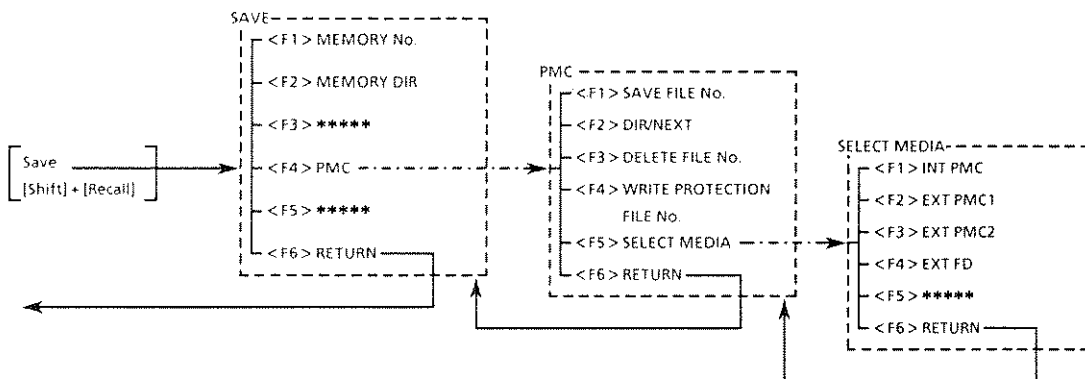 SAVE
<F1> MEMORY No.
<F2> MEMORY DIR
<F3> *****
<F4> PMC
<F5> *****
<F6> RETURN
Save
[Shift] + [Recall]
PMC
<F1> SAVE FILE No.
<F2> DIR/NEXT
<F3> DELETE FILE No.
<F4> WRITE PROTECTION
FILE No.
<F5> SELECT MEDIA
<F6> RETURN
SELECT MEDIA
<F1> INT PMC
<F2> EXT PMC1
<F3> EXT PMC2
<F4> EXT FD
<F5> *****
<F6> RETURN